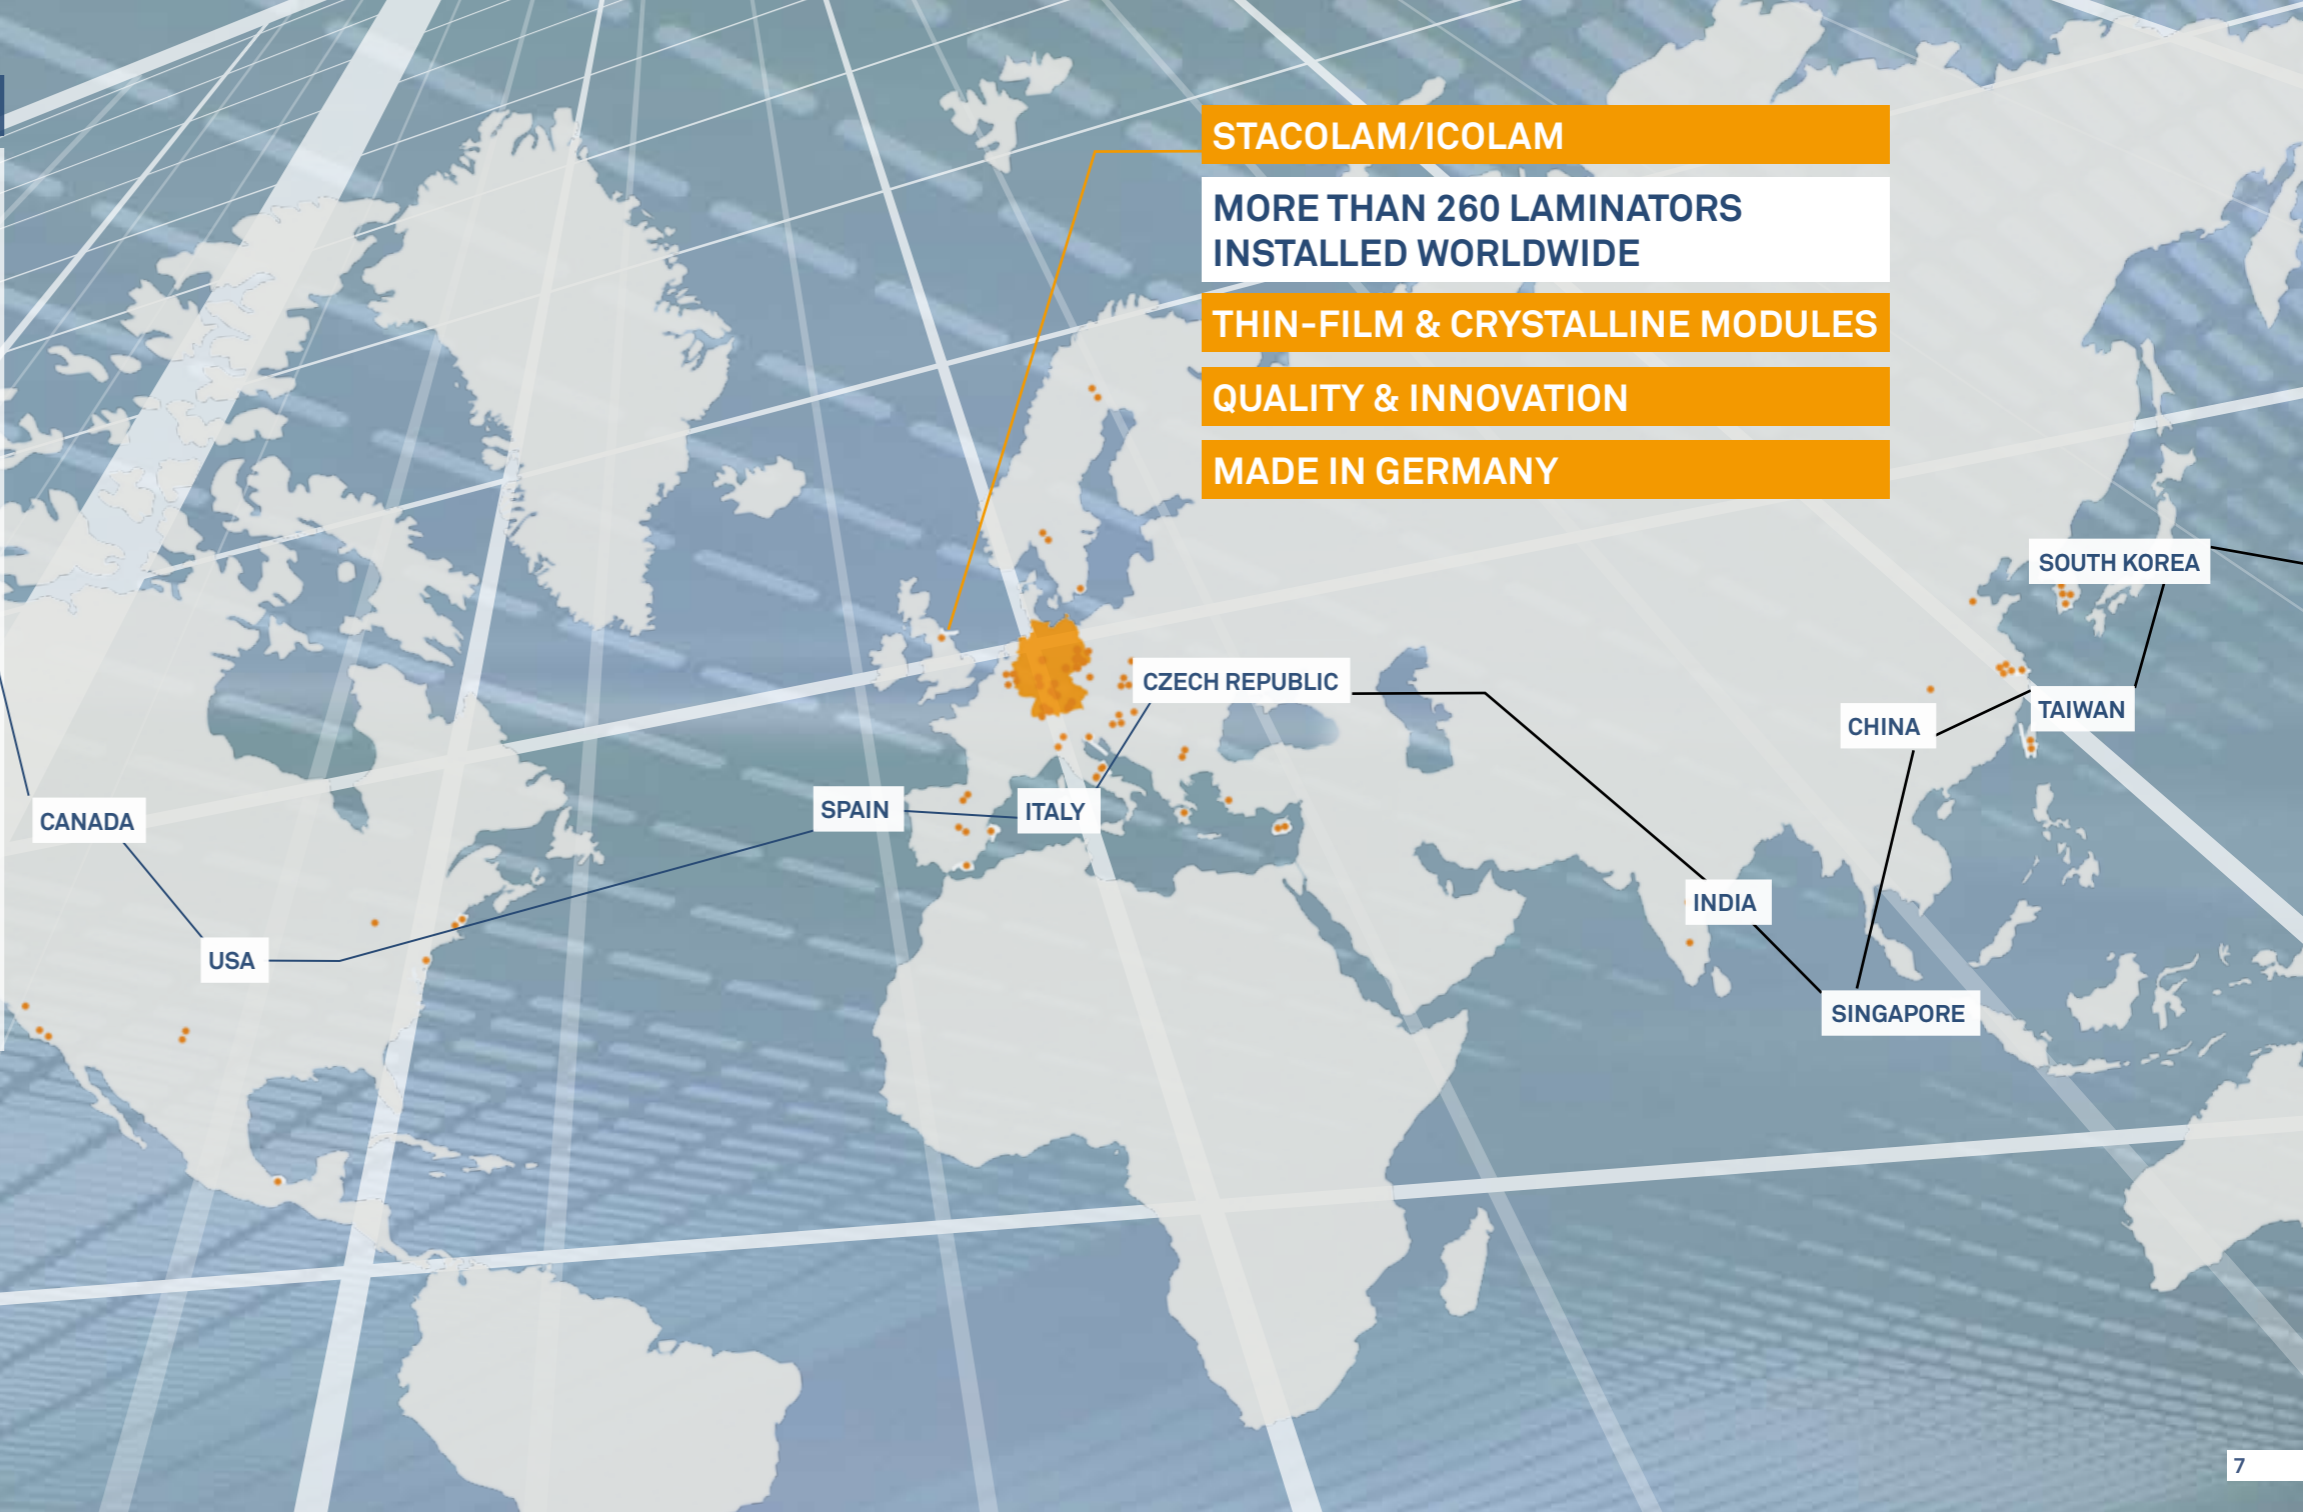 STACOLAM/ICOLAM
MORE THAN 260 LAMINATORS
INSTALLED WORLDWIDE
THIN-FILM & CRYSTALLINE MODULES
QUALITY & INNOVATION
MADE IN GERMANY
SOUTH KOREA
CZECH REPUBLIC
TAIWAN
CHINA
SPAIN
ITALY
CANADA
INDIA
USA
SINGAPORE
7